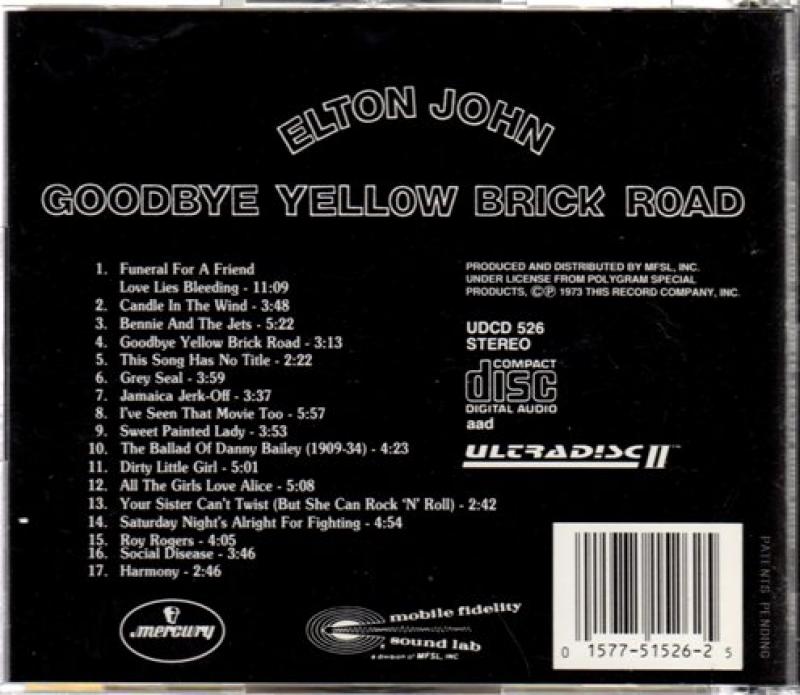 ELTON JOHN
GOODBYE YELLOW BRICK ROAD
1. Funeral For A Friend
Love Lies Bleeding - 11:09
2. Candle In The Wind - 3:48
3. Bennie And The Jets - 5:22
4. Goodbye Yellow Brick Road - 3:13
5. This Song Has No Title - 2:22
6. Grey Seal - 3:59
7. Jamaica Jerk-Off - 3:37
8. I've Seen That Movie Too - 5:57
9. Sweet Painted Lady - 3:53
10. The Ballad Of Danny Bailey (1909-34) - 4:23
11. Dirty Little Girl - 5:01
12. All The Girls Love Alice - 5:08
13. Your Sister Can't Twist (But She Can Rock 'N' Roll) - 2:42
14. Saturday Night's Alright For Fighting - 4:54
15. Roy Rogers - 4:05
16. Social Disease - 3:46
17. Harmony - 2:46
PRODUCED AND DISTRIBUTED BY MFSL, INC.
UNDER LICENSE FROM POLYGRAM SPECIAL
PRODUCTS, ©℗ 1973 THIS RECORD COMPANY, INC.
UDCD 526
STEREO
COMPACT
disc
DIGITAL AUDIO
aad
ULTRADISC II™
mercury
mobile fidelity
sound lab
a division of MFSL, INC
0 1577-51526-2 5
PATENTS PENDING